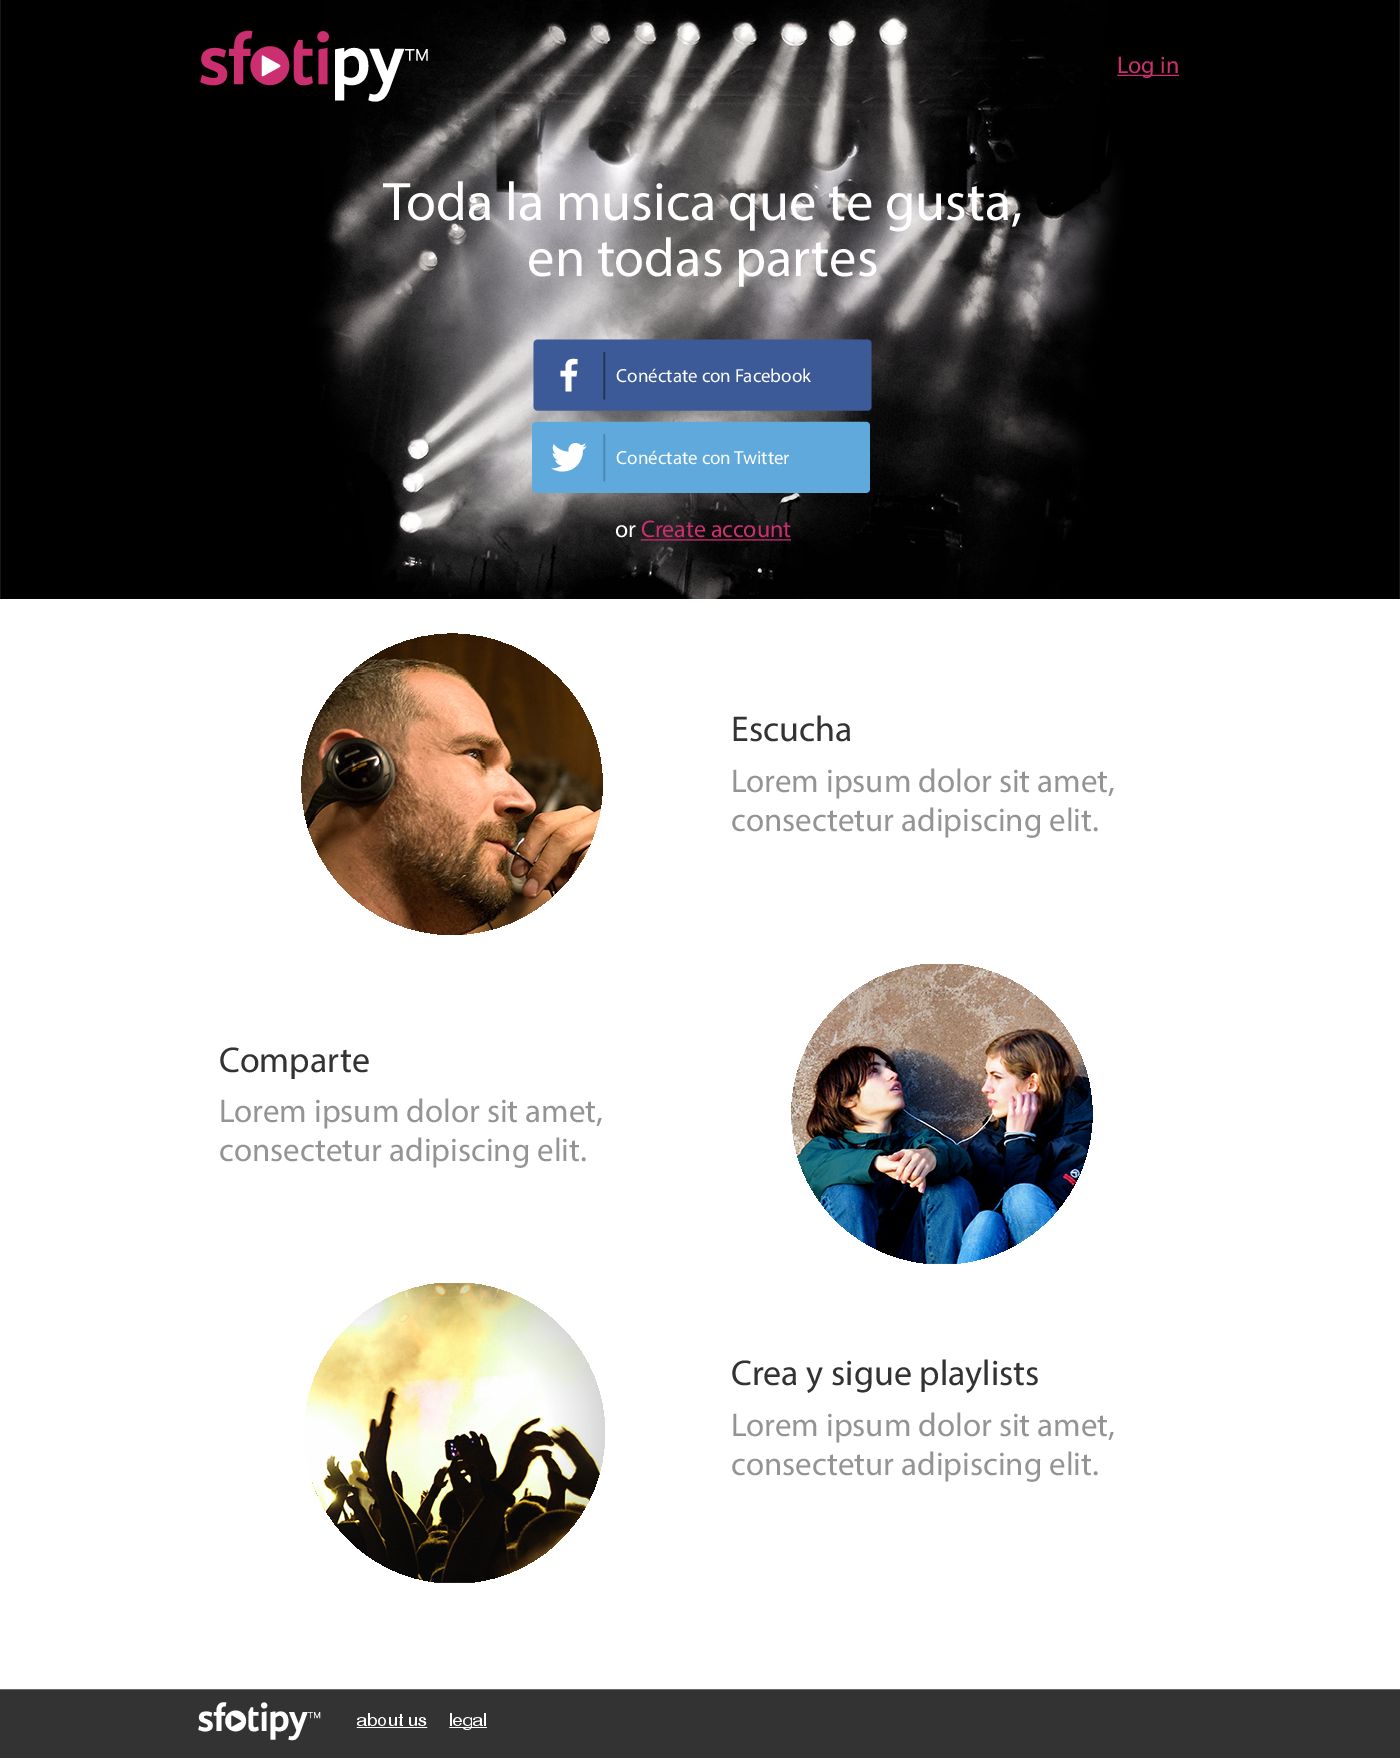 sfotipy™
Log in
Toda la musica que te gusta,
en todas partes
Conéctate con Facebook
Conéctate con Twitter
or Create account
Escucha
Lorem ipsum dolor sit amet,
consectetur adipiscing elit.
Comparte
Lorem ipsum dolor sit amet,
consectetur adipiscing elit.
Crea y sigue playlists
Lorem ipsum dolor sit amet,
consectetur adipiscing elit.
sfotipy™ about us legal